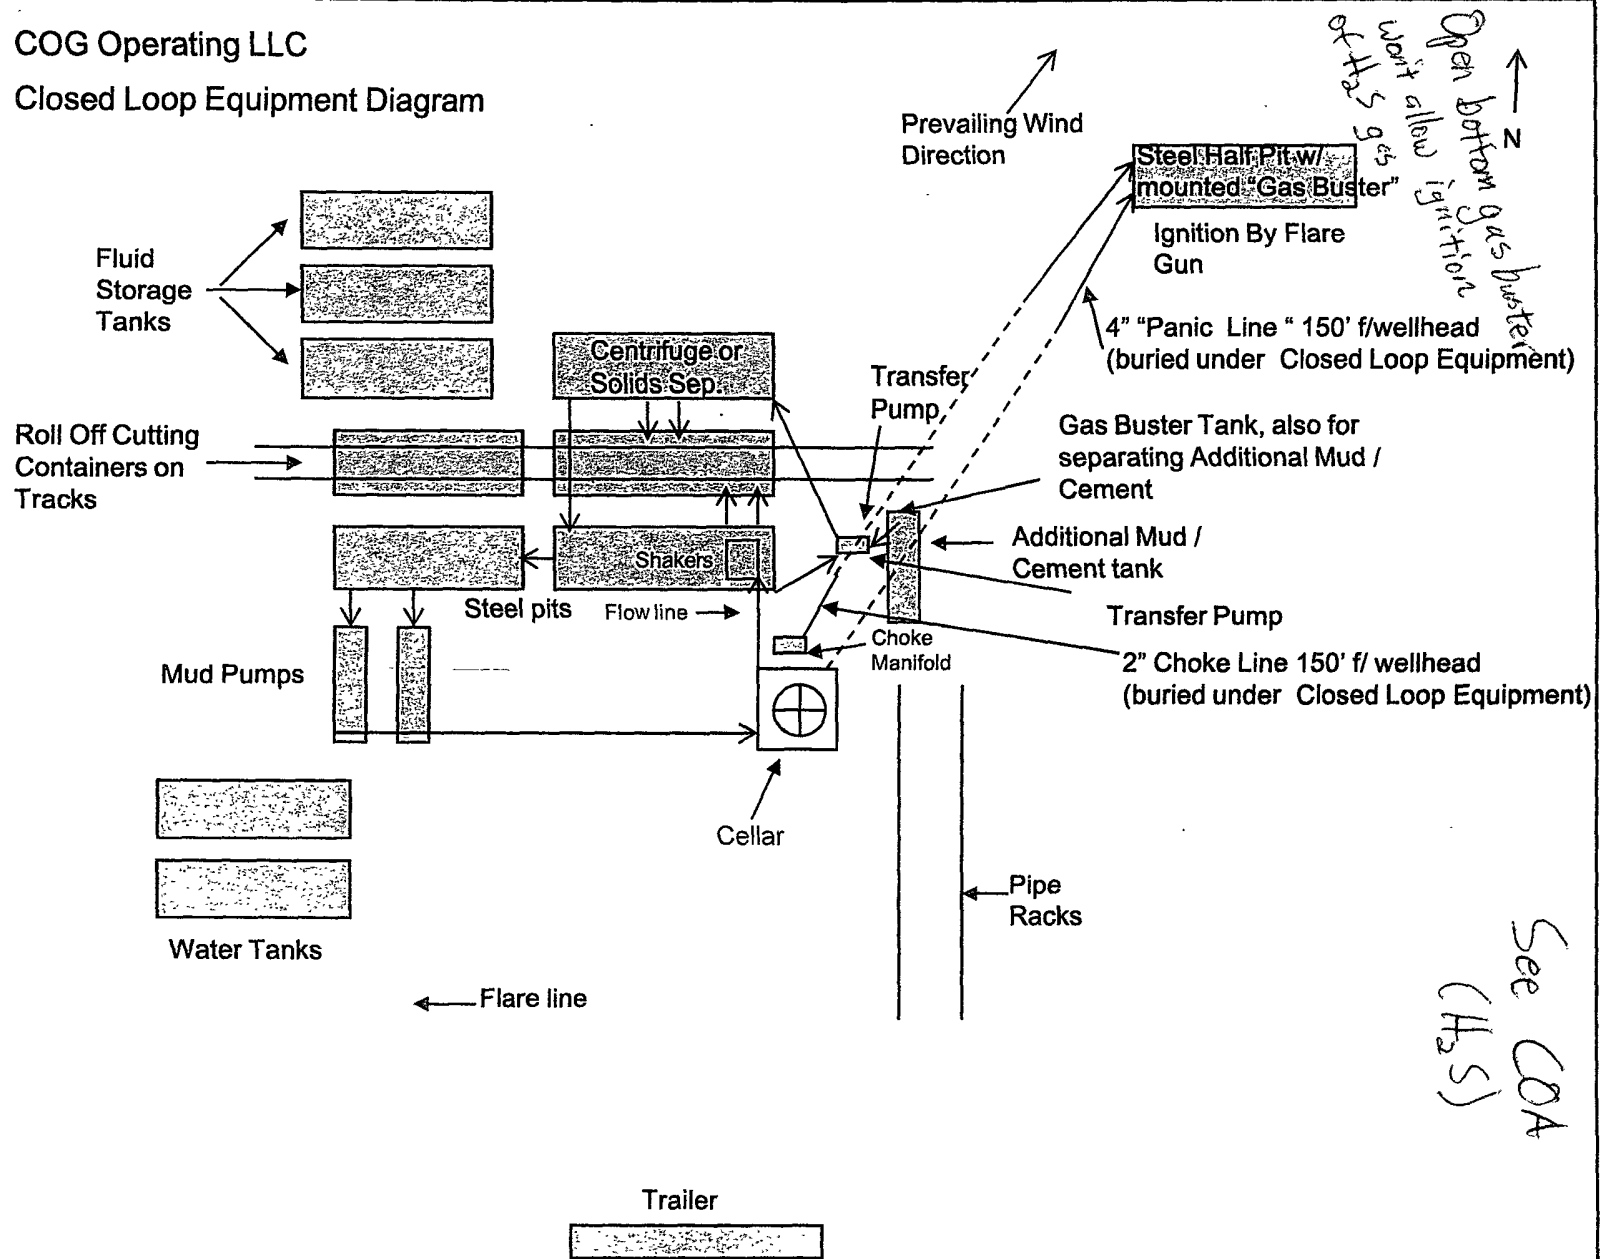 COG Operating LLC
Closed Loop Equipment Diagram
Prevailing Wind
Direction
N
Open bottom gas buster
won't allow ignition
of H2S gas
Steel Half Pit w/
mounted "Gas Buster"
Ignition By Flare
Gun
Fluid
Storage
Tanks
4" "Panic Line " 150' f/wellhead
(buried under Closed Loop Equipment)
Centrifuge or
Solids Sep.
Transfer
Pump
Roll Off Cutting
Containers on
Tracks
Gas Buster Tank, also for
separating Additional Mud /
Cement
Additional Mud /
Cement tank
Shakers
Steel pits
Flow line
Transfer Pump
Choke
Manifold
2" Choke Line 150' f/ wellhead
(buried under Closed Loop Equipment)
Mud Pumps
Cellar
Pipe
Racks
Water Tanks
Flare line
See COA
(H2S)
Trailer